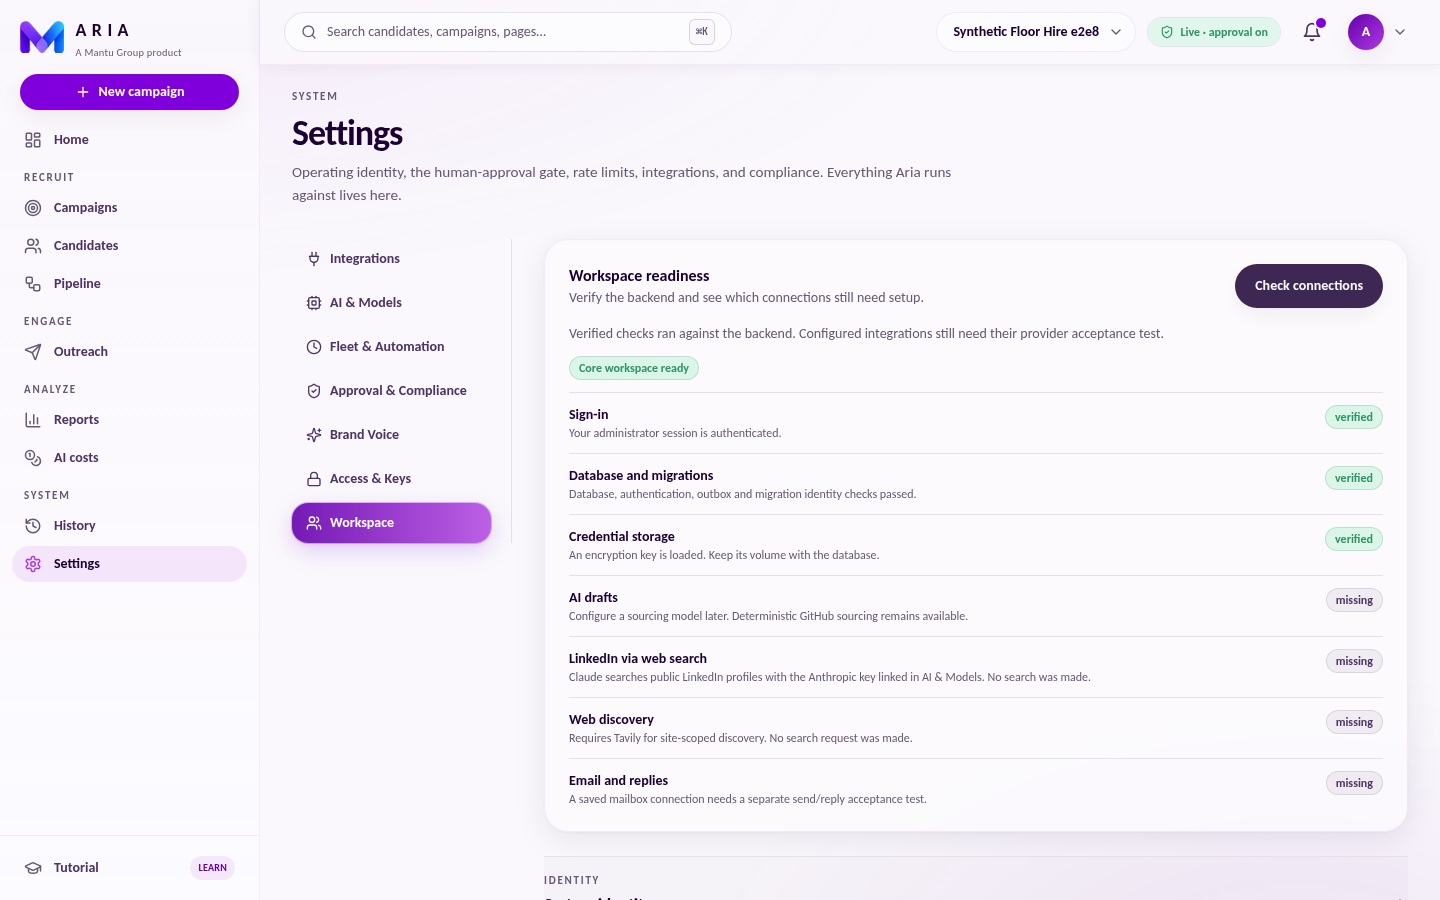 ARIA
A Mantu Group product
New campaign
Home
RECRUIT
Campaigns
Candidates
Pipeline
ENGAGE
Outreach
ANALYZE
Reports
AI costs
SYSTEM
History
Settings
Tutorial
LEARN
Search candidates, campaigns, pages...
⌘K
Synthetic Floor Hire e2e8
Live · approval on
A
SYSTEM
Settings
Operating identity, the human-approval gate, rate limits, integrations, and compliance. Everything Aria runs
against lives here.
Integrations
AI & Models
Fleet & Automation
Approval & Compliance
Brand Voice
Access & Keys
Workspace
Workspace readiness
Verify the backend and see which connections still need setup.
Check connections
Verified checks ran against the backend. Configured integrations still need their provider acceptance test.
Core workspace ready
Sign-in
verified
Your administrator session is authenticated.
Database and migrations
verified
Database, authentication, outbox and migration identity checks passed.
Credential storage
verified
An encryption key is loaded. Keep its volume with the database.
AI drafts
missing
Configure a sourcing model later. Deterministic GitHub sourcing remains available.
LinkedIn via web search
missing
Claude searches public LinkedIn profiles with the Anthropic key linked in AI & Models. No search was made.
Web discovery
missing
Requires Tavily for site-scoped discovery. No search request was made.
Email and replies
missing
A saved mailbox connection needs a separate send/reply acceptance test.
IDENTITY